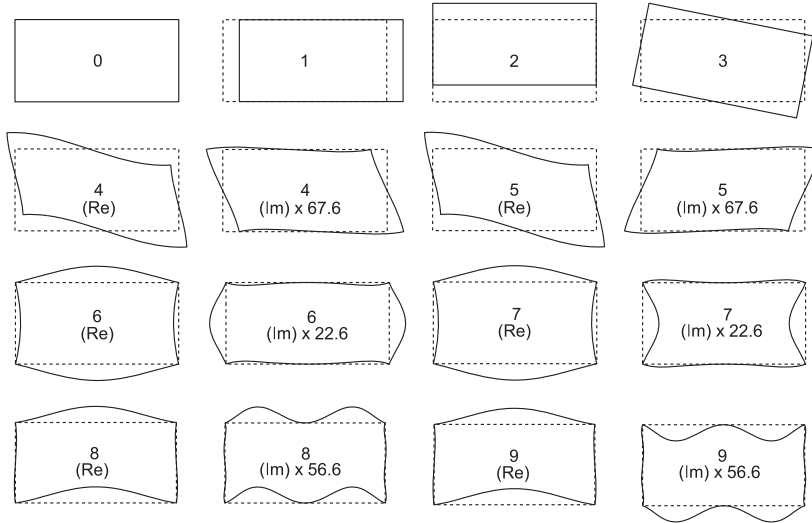 0
1
2
3
4
(Re)
4
(Im) x 67.6
5
(Re)
5
(Im) x 67.6
6
(Re)
6
(Im) x 22.6
7
(Re)
7
(Im) x 22.6
8
(Re)
8
(Im) x 56.6
9
(Re)
9
(Im) x 56.6